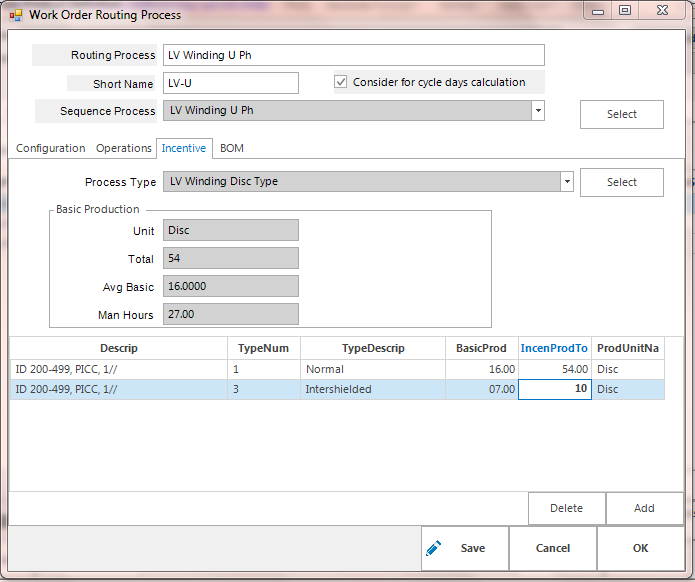 Work Order Routing Process
Routing Process LV Winding U Ph
Short Name LV-U Consider for cycle days calculation
Sequence Process LV Winding U Ph Select
Configuration Operations Incentive BOM
Process Type LV Winding Disc Type Select
Basic Production
Unit Disc
Total 54
Avg Basic 16.0000
Man Hours 27.00
Descrip TypeNum TypeDescrip BasicProd IncenProdTo ProdUnitNa
ID 200-499, PICC, 1// 1 Normal 16.00 54.00 Disc
ID 200-499, PICC, 1// 3 Intershielded 07.00 10 Disc
Delete Add
Save Cancel OK